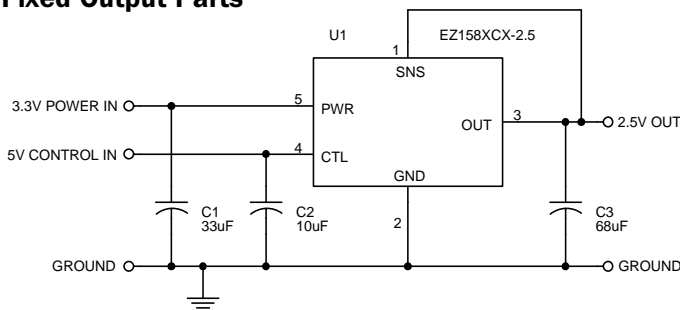 Fixed Output Parts
U1
EZ158XCX-2.5
1
SNS
3.3V POWER IN
5
PWR
OUT
3
2.5V OUT
5V CONTROL IN
4
CTL
GND
2
C1
33uF
C2
10uF
C3
68uF
GROUND
GROUND